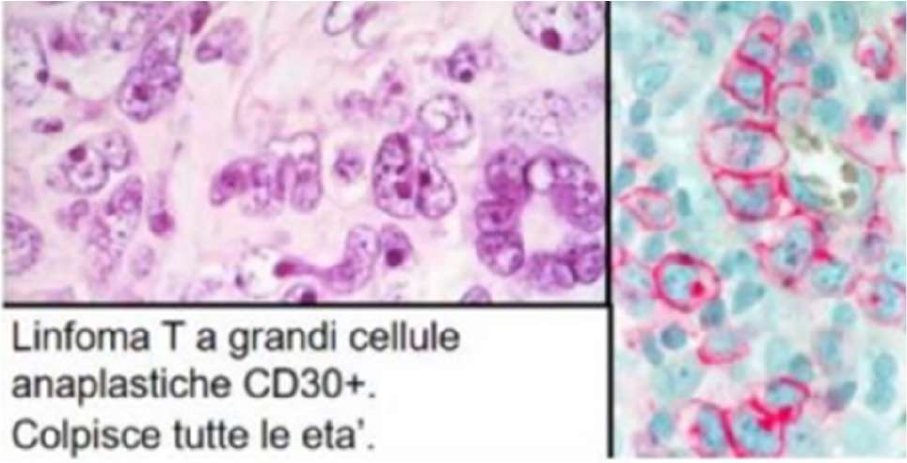 Linfoma T a grandi cellule
anaplastiche CD30+.
Colpisce tutte le eta'.